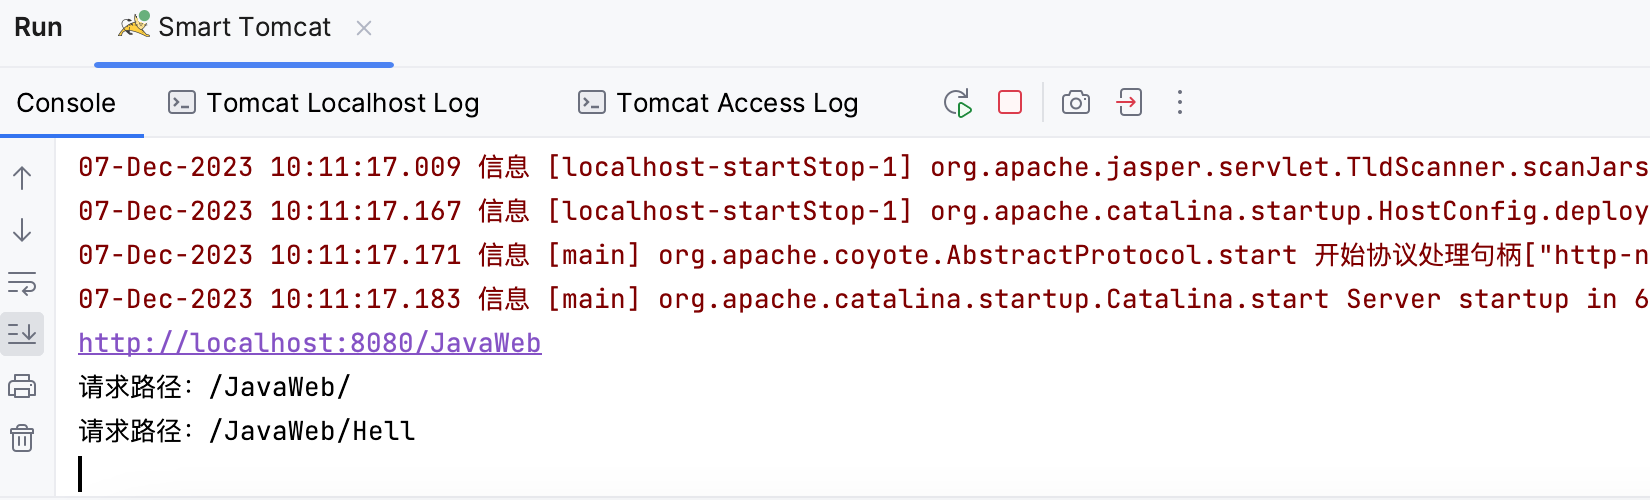 Run Smart Tomcat
Console Tomcat Localhost Log Tomcat Access Log
07-Dec-2023 10:11:17.009 信息 [localhost-startStop-1] org.apache.jasper.servlet.TldScanner.scanJars
07-Dec-2023 10:11:17.167 信息 [localhost-startStop-1] org.apache.catalina.startup.HostConfig.deploy
07-Dec-2023 10:11:17.171 信息 [main] org.apache.coyote.AbstractProtocol.start 开始协议处理句柄["http-n
07-Dec-2023 10:11:17.183 信息 [main] org.apache.catalina.startup.Catalina.start Server startup in 6
http://localhost:8080/JavaWeb
请求路径：/JavaWeb/
请求路径：/JavaWeb/Hell